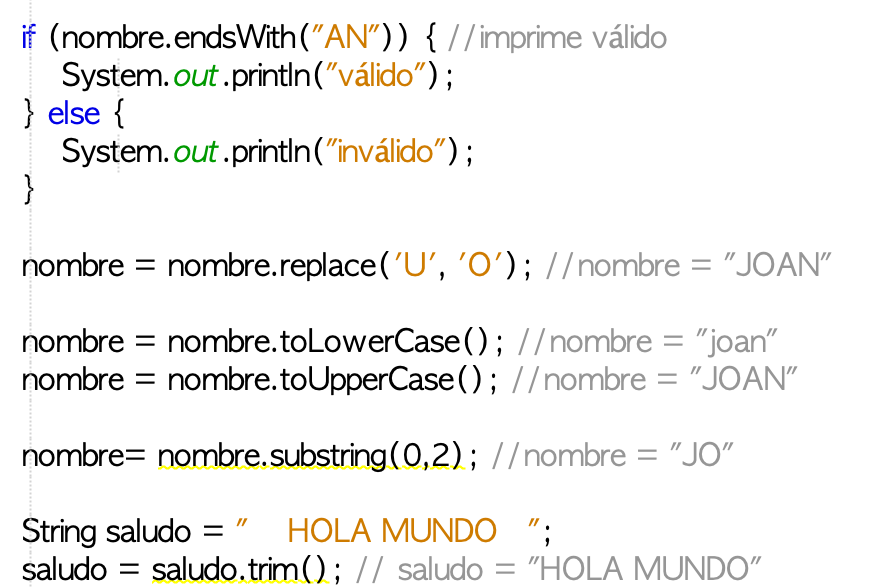 if (nombre.endsWith("AN")) { //imprime válido
System.out.println("válido");
} else {
System.out.println("inválido");
}
nombre = nombre.replace('U', 'O'); //nombre = "JOAN"
nombre = nombre.toLowerCase(); //nombre = "joan"
nombre = nombre.toUpperCase(); //nombre = "JOAN"
nombre= nombre.substring(0,2); //nombre = "JO"
String saludo = "   HOLA MUNDO   ";
saludo = saludo.trim(); // saludo = "HOLA MUNDO"